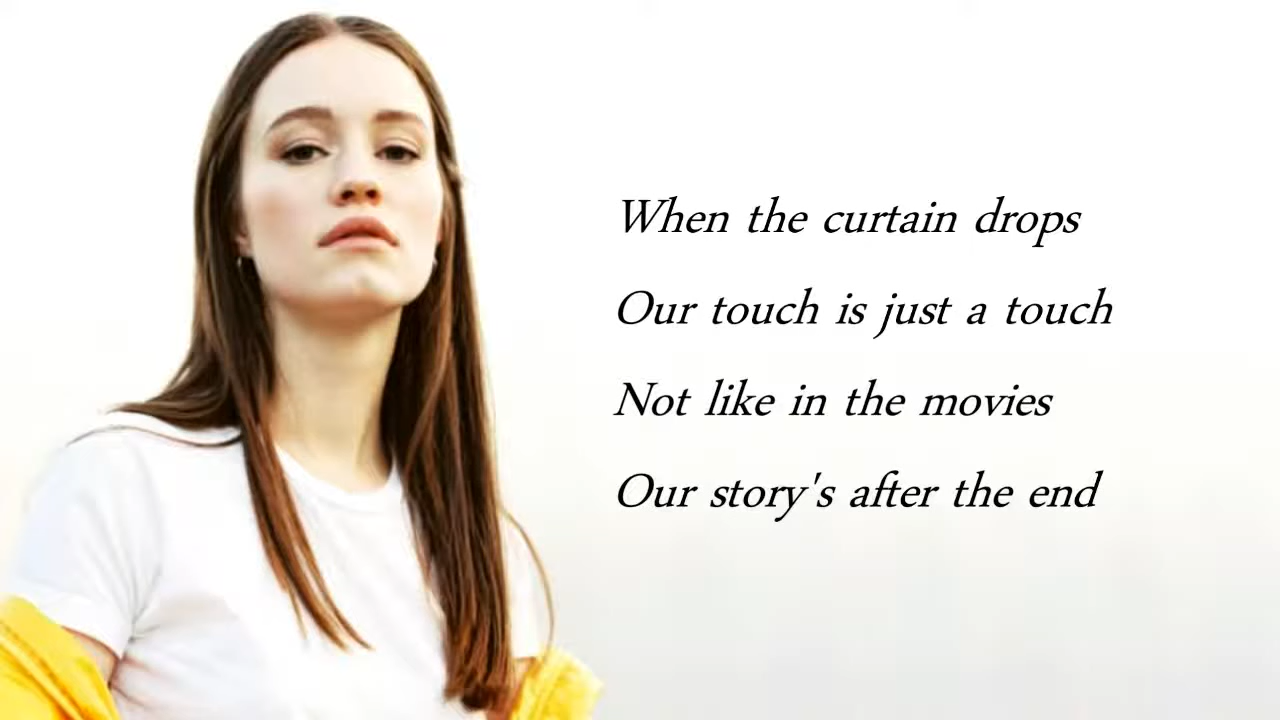 When the curtain drops
Our touch is just a touch
Not like in the movies
Our story's after the end